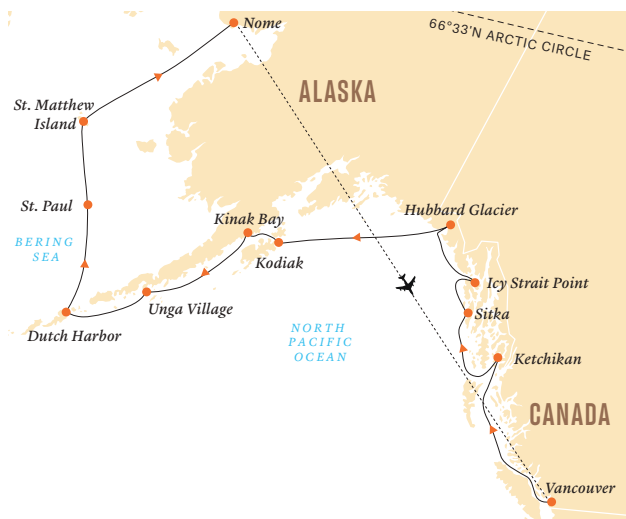 Nome
66°33'N ARCTIC CIRCLE
ALASKA
St. Matthew
Island
St. Paul
Hubbard Glacier
Kinak Bay
BERING
SEA
Kodiak
Icy Strait Point
Unga Village
Sitka
Dutch Harbor
NORTH
PACIFIC
OCEAN
Ketchikan
CANADA
Vancouver